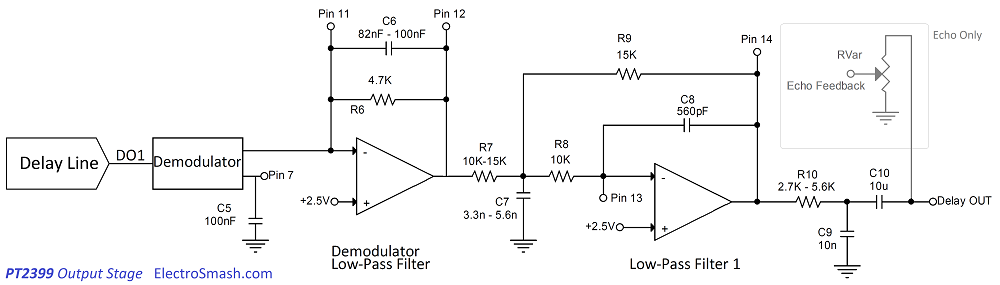 Pin 11
C6
82nF - 100nF
Pin 12
4.7K
R6
Delay Line
DO1
Demodulator
Pin 7
C5
100nF
+2.5V
-
+
Demodulator
Low-Pass Filter
R7
10K-15K
C7
3.3n - 5.6n
R8
10K
R9
15K
Pin 14
C8
560pF
Pin 13
+2.5V
-
+
Low-Pass Filter 1
R10
2.7K - 5.6K
C9
10n
C10
10u
Delay OUT
RVar
Echo Feedback
Echo Only
PT2399 Output Stage ElectroSmash.com